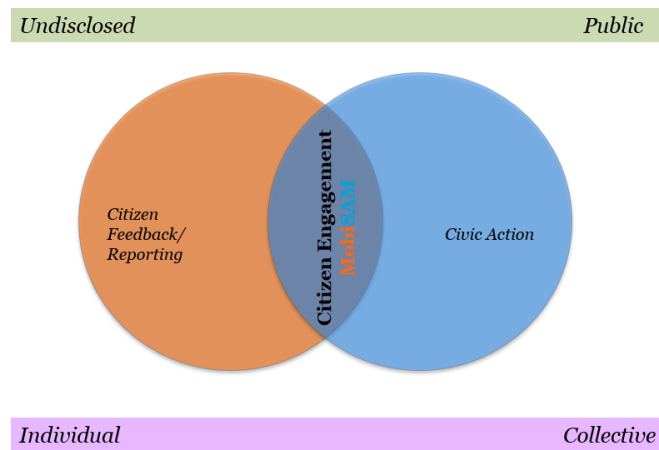 Undisclosed Public
Citizen Engagement
MobiSAM
Citizen
Feedback/
Reporting
Civic Action
Individual Collective